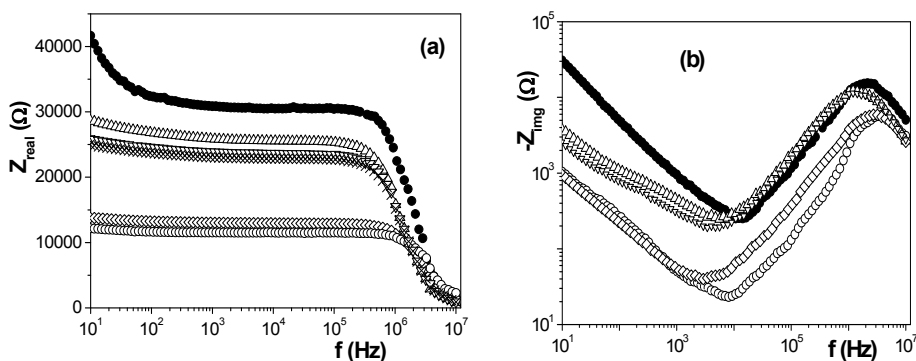 (a)
Z_real (Ω)
40000
30000
20000
10000
0
10¹ 10² 10³ 10⁴ 10⁵ 10⁶ 10⁷
f (Hz)
(b)
-Z_img (Ω)
10⁵
10³
10¹
10¹ 10³ 10⁵ 10⁷
f (Hz)